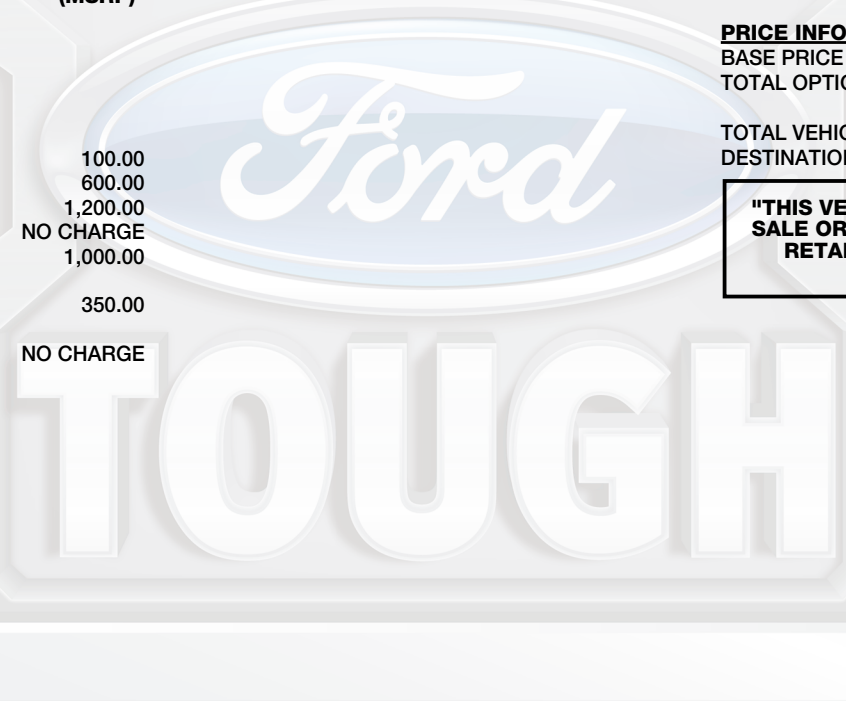 100.00
600.00
1,200.00
NO CHARGE
1,000.00
350.00
NO CHARGE
PRICE INFO
BASE PRICE
TOTAL OPTIO
TOTAL VEHIC
DESTINATION
"THIS VE
SALE OR
RETAI
Ford
TOUGH